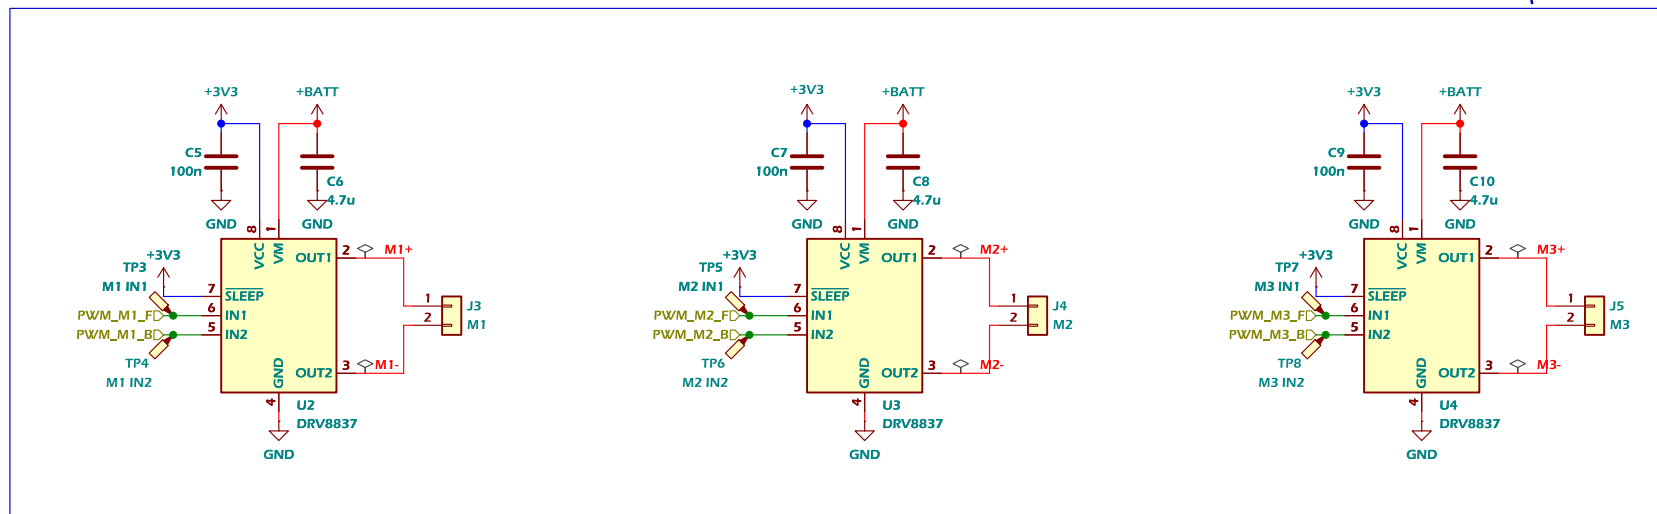 +3V3
+BATT
C5
100n
C6
4.7u
GND
GND
8
1
VCC
VM
+3V3
TP3
M1 IN1
7
SLEEP
PWM_M1_F
6
IN1
PWM_M1_B
5
IN2
TP4
M1 IN2
OUT1
2
M1+
1
J3
2
M1
OUT2
3
M1-
GND
4
U2
DRV8837
GND
+3V3
+BATT
C7
100n
C8
4.7u
GND
GND
8
1
VCC
VM
+3V3
TP5
M2 IN1
7
SLEEP
PWM_M2_F
6
IN1
PWM_M2_B
5
IN2
TP6
M2 IN2
OUT1
2
M2+
1
J4
2
M2
OUT2
3
M2-
GND
4
U3
DRV8837
GND
+3V3
+BATT
C9
100n
C10
4.7u
GND
GND
8
1
VCC
VM
+3V3
TP7
M3 IN1
7
SLEEP
PWM_M3_F
6
IN1
PWM_M3_B
5
IN2
TP8
M3 IN2
OUT1
2
M3+
1
J5
2
M3
OUT2
3
M3-
GND
4
U4
DRV8837
GND